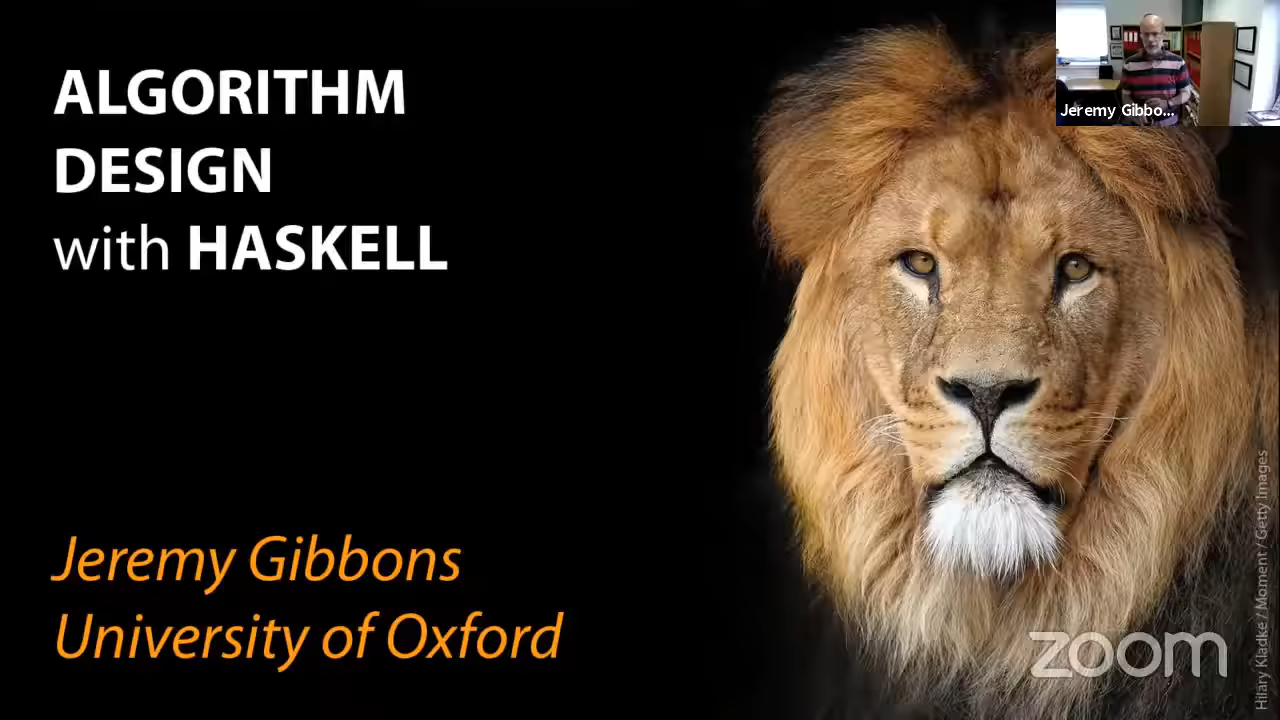 ALGORITHM
DESIGN
with HASKELL
Jeremy Gibbo...
Jeremy Gibbons
University of Oxford
zoom
Hilary Kladke / Moment / Getty Images